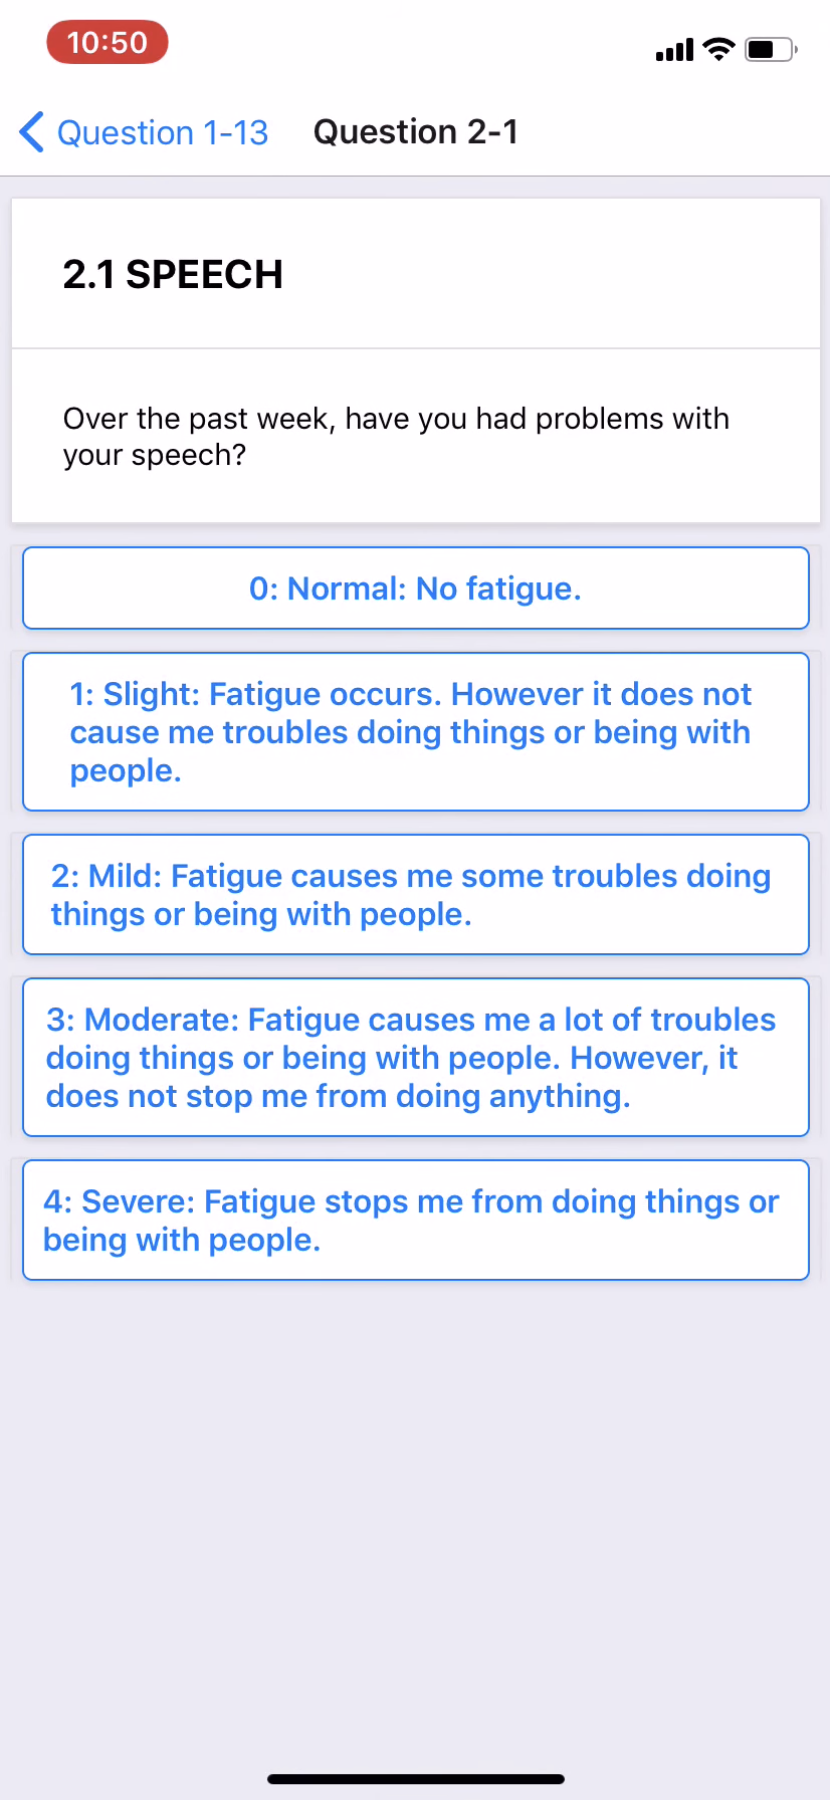 10:50
Question 1-13 Question 2-1
2.1 SPEECH
Over the past week, have you had problems with
your speech?
0: Normal: No fatigue.
1: Slight: Fatigue occurs. However it does not
cause me troubles doing things or being with
people.
2: Mild: Fatigue causes me some troubles doing
things or being with people.
3: Moderate: Fatigue causes me a lot of troubles
doing things or being with people. However, it
does not stop me from doing anything.
4: Severe: Fatigue stops me from doing things or
being with people.